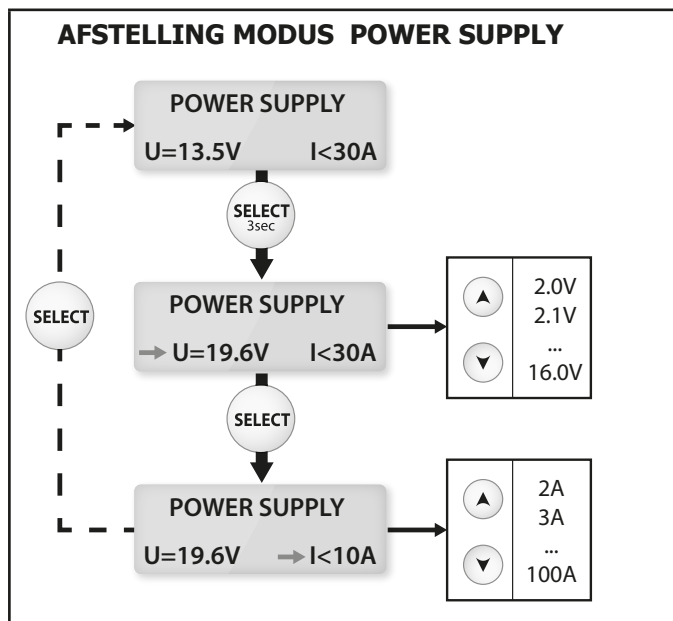 AFSTELLING MODUS POWER SUPPLY
POWER SUPPLY
U=13.5V I<30A
SELECT
3sec
POWER SUPPLY
U=19.6V I<30A
2.0V
2.1V
...
16.0V
SELECT
SELECT
POWER SUPPLY
U=19.6V I<10A
2A
3A
...
100A